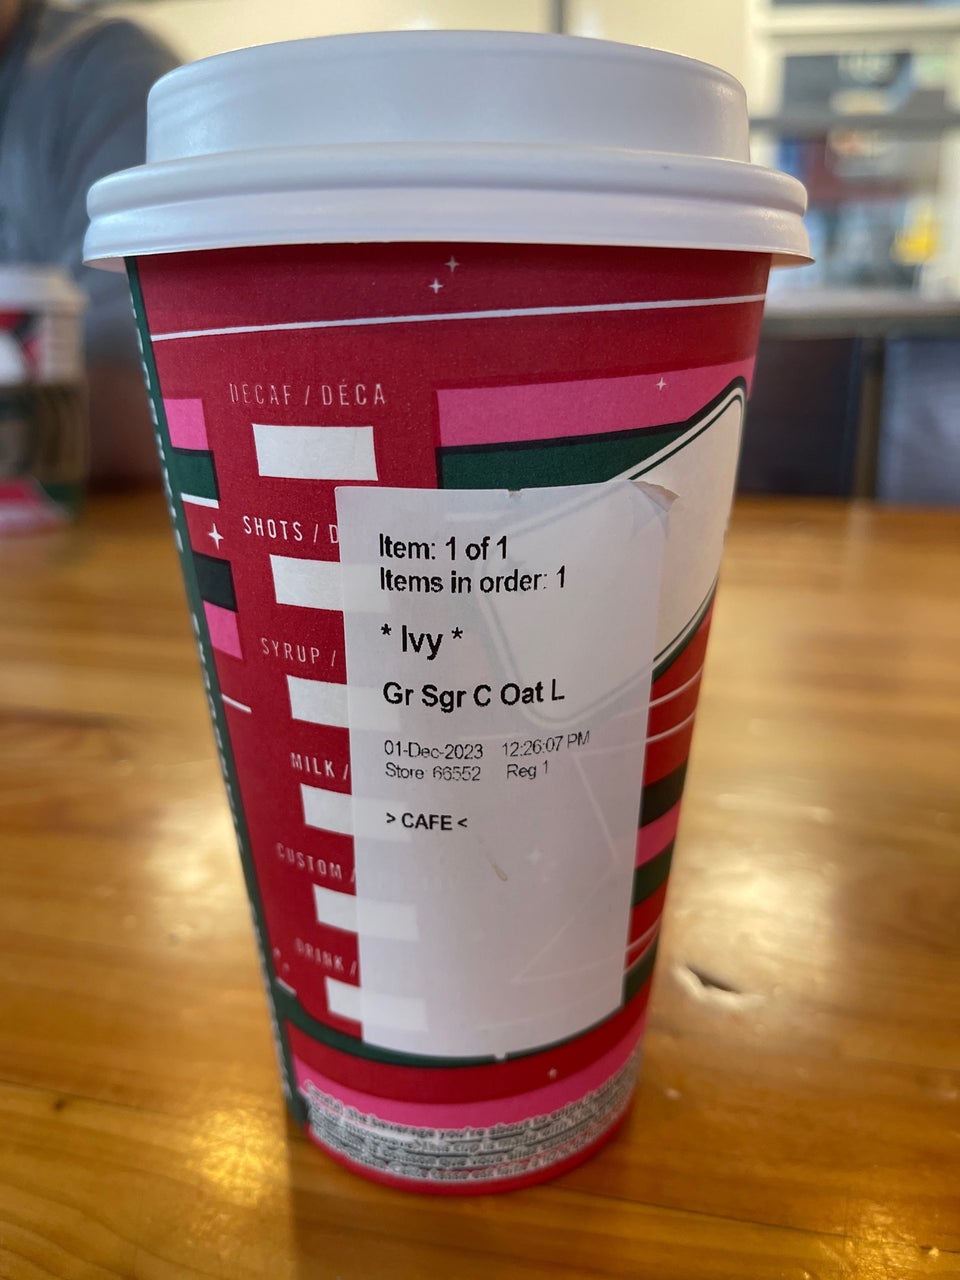 DECAF / DÉCA
SHOTS / D
SYRUP /
MILK /
CUSTOM /
DRINK /
Item: 1 of 1
Items in order: 1
* Ivy *
Gr Sgr C Oat L
01-Dec-2023 12:26:07 PM
Store: 66552 Reg 1
> CAFE <